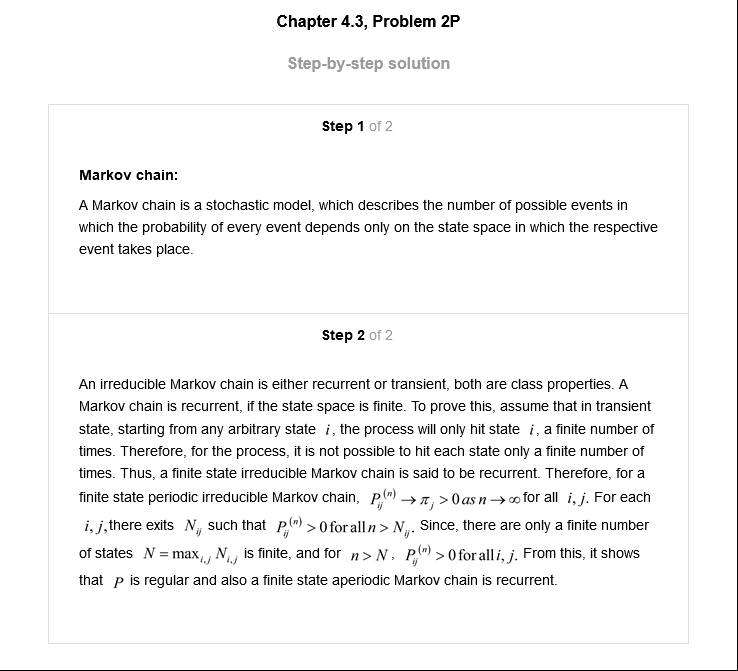 Chapter 4.3, Problem 2P
Step-by-step solution
Step 1 of 2
Markov chain:
A Markov chain is a stochastic model, which describes the number of possible events in
which the probability of every event depends only on the state space in which the respective
event takes place.
Step 2 of 2
An irreducible Markov chain is either recurrent or transient, both are class properties. A
Markov chain is recurrent, if the state space is finite. To prove this, assume that in transient
state, starting from any arbitrary state i, the process will only hit state i, a finite number of
times. Therefore, for the process, it is not possible to hit each state only a finite number of
times. Thus, a finite state irreducible Markov chain is said to be recurrent. Therefore, for a
finite state periodic irreducible Markov chain, P_{ij}^{(n)} → π_j > 0 as n → ∞ for all i, j. For each
i, j, there exits N_{ij} such that P_{ij}^{(n)} > 0 for all n > N_{ij}. Since, there are only a finite number
of states N = max_{i,j} N_{i,j} is finite, and for n > N, P_{ij}^{(n)} > 0 for all i, j. From this, it shows
that P is regular and also a finite state aperiodic Markov chain is recurrent.